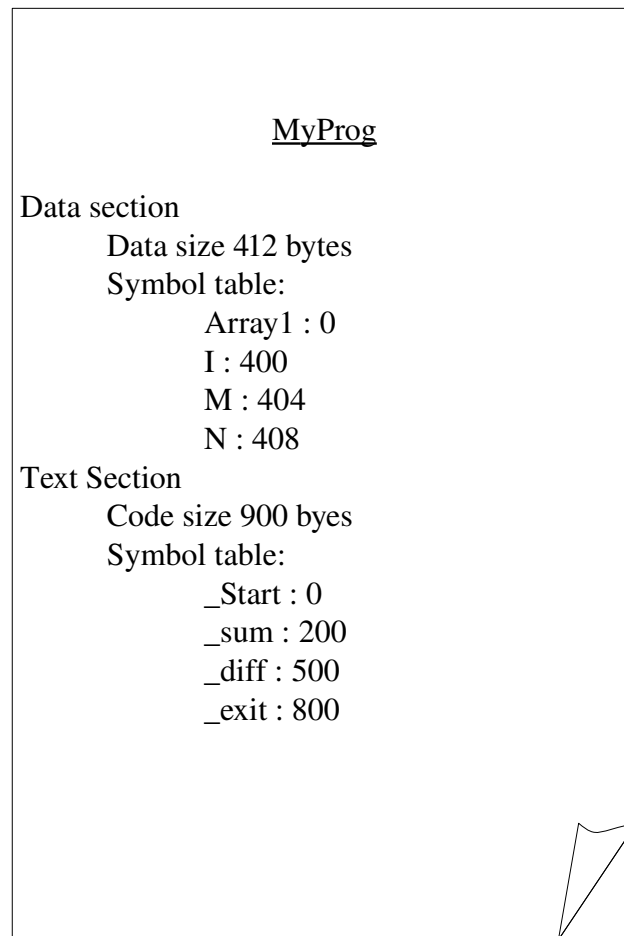 MyProg
Data section
Data size 412 bytes
Symbol table:
Array1 : 0
I : 400
M : 404
N : 408
Text Section
Code size 900 byes
Symbol table:
_Start : 0
_sum : 200
_diff : 500
_exit : 800